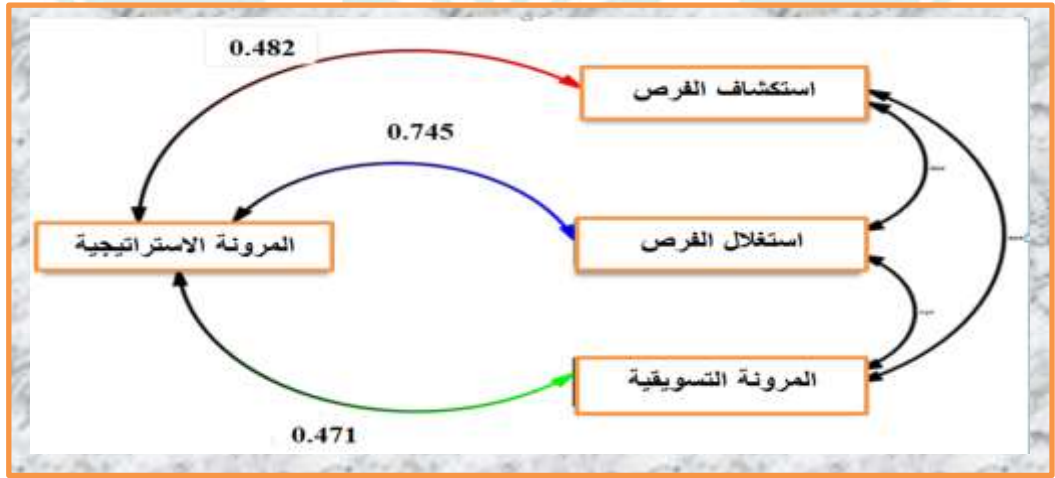 0.482
استكشاف الفرص
0.745
استغلال الفرص
المرونة الاستراتيجية
المرونة التسويقية
0.471